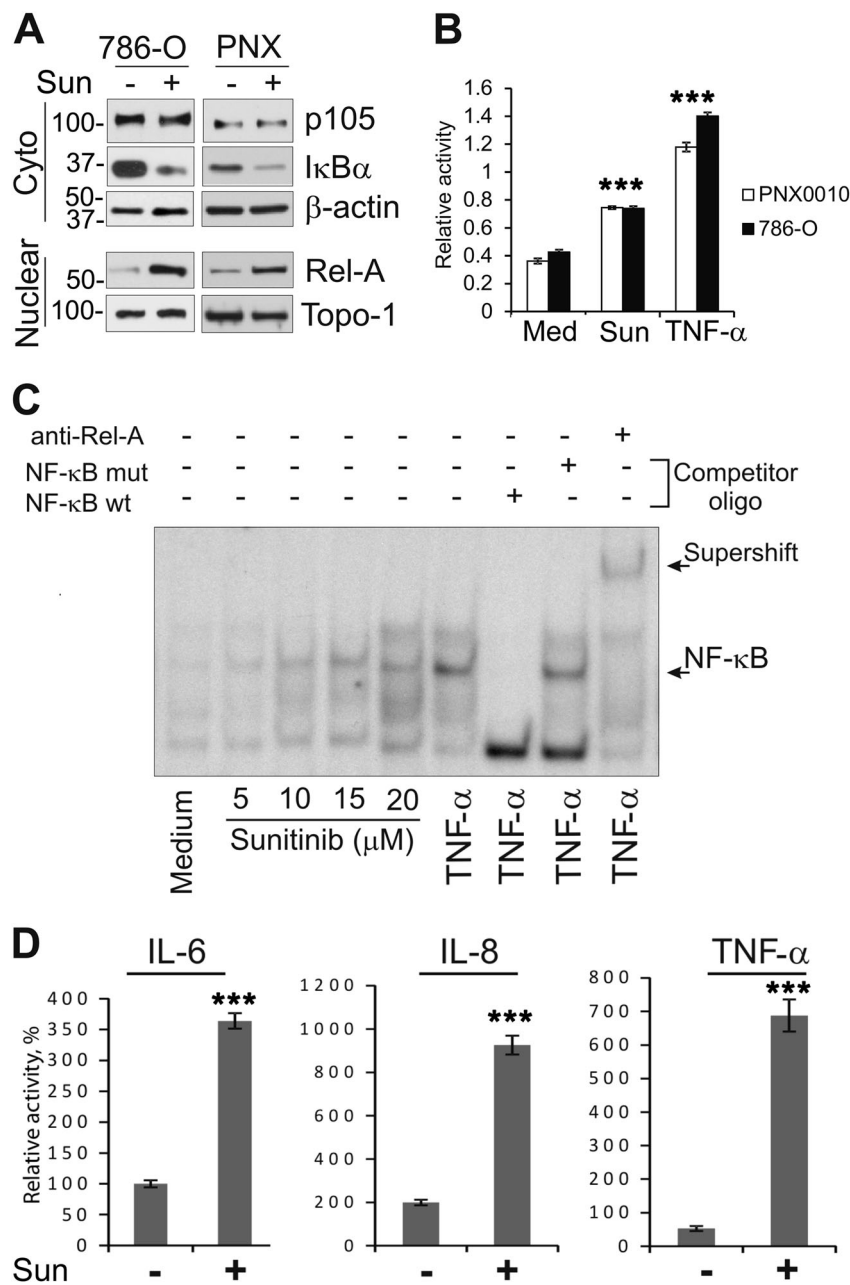 A
786-O PNX
Sun - + - +
Cyto
100- p105
37- IκBα
50-
37- β-actin
Nuclear
50- Rel-A
100- Topo-1
B
Relative activity
1.6
1.4
1.2
1
0.8
0.6
0.4
0.2
0
***
***
PNX0010
786-O
Med Sun TNF-α
C
anti-Rel-A - - - - - - - - +
NF-κB mut - - - - - - - + -
NF-κB wt - - - - - - + - -
Competitor
oligo
Supershift
NF-κB
Medium
5 10 15 20
Sunitinib (μM)
TNF-α
TNF-α
TNF-α
TNF-α
D
IL-6
Relative activity, %
400
350
300
250
200
150
100
50
0
***
Sun - +
IL-8
1200
1000
800
600
400
200
0
***
- +
TNF-α
800
700
600
500
400
300
200
100
0
***
- +